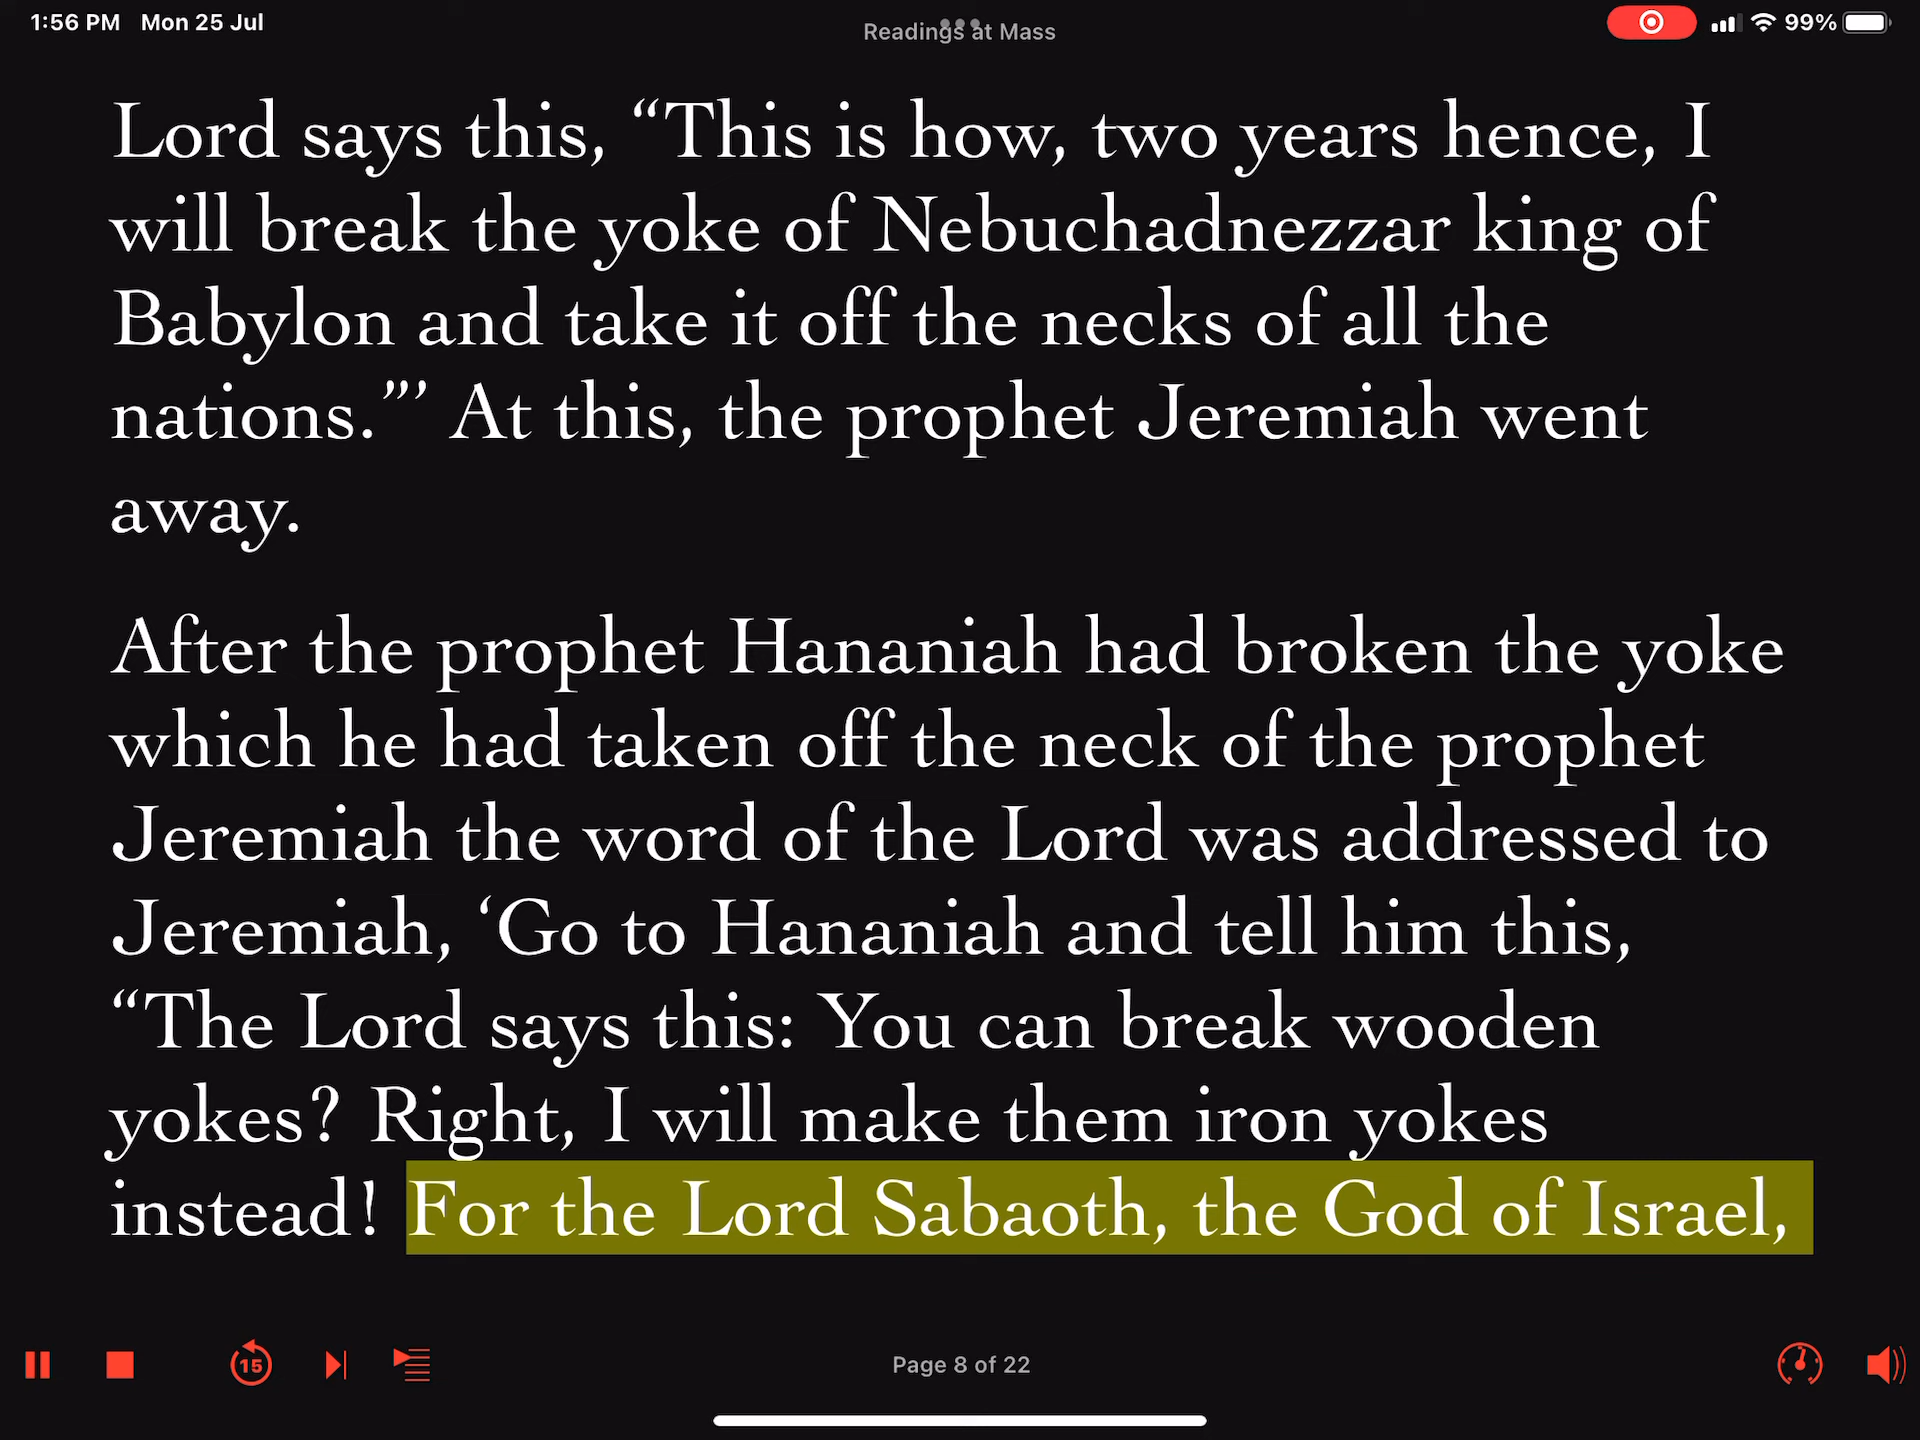 1:56 PM Mon 25 Jul
Readings at Mass
99%
Lord says this, “This is how, two years hence, I
will break the yoke of Nebuchadnezzar king of
Babylon and take it off the necks of all the
nations.”’ At this, the prophet Jeremiah went
away.
After the prophet Hananiah had broken the yoke
which he had taken off the neck of the prophet
Jeremiah the word of the Lord was addressed to
Jeremiah, ‘Go to Hananiah and tell him this,
“The Lord says this: You can break wooden
yokes? Right, I will make them iron yokes
instead! For the Lord Sabaoth, the God of Israel,
15
Page 8 of 22